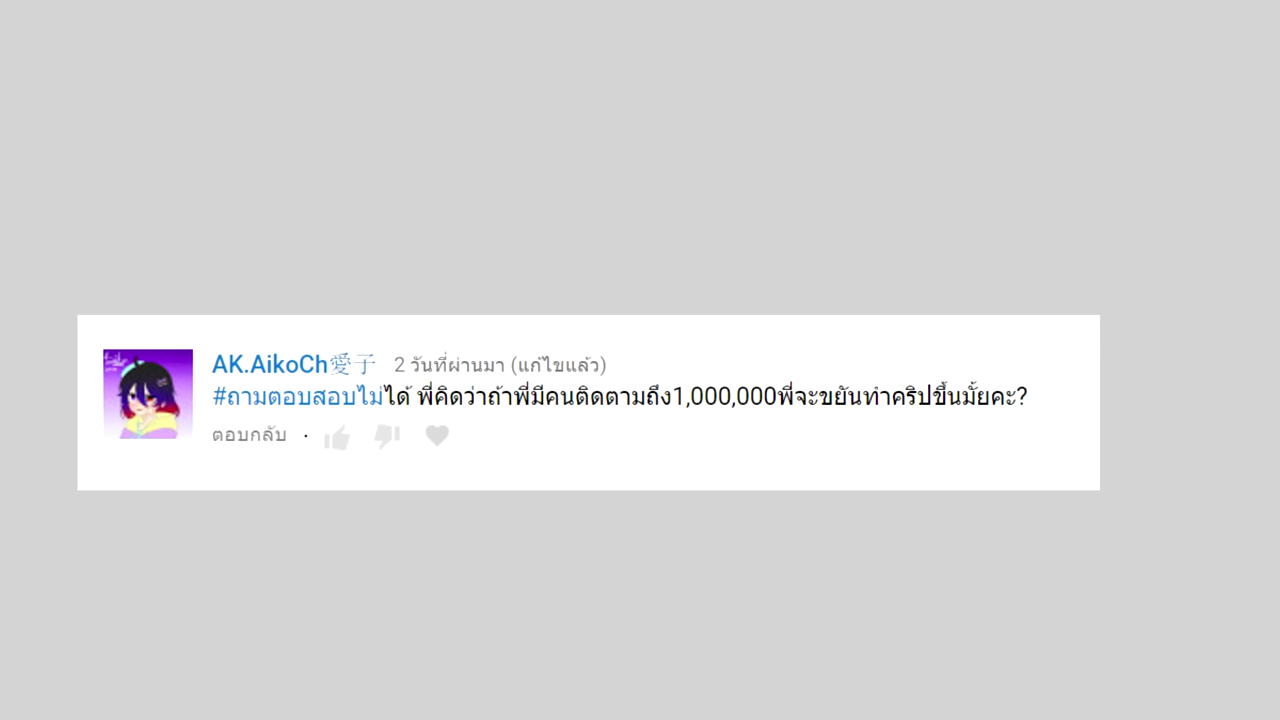 AK.AikoCh愛子 2 วันที่ผ่านมา (แก้ไขแล้ว)
#ถามตอบสอบไม่ได้ พี่คิดว่าถ้าพี่มีคนติดตามถึง1,000,000พี่จะขยันทำคริปขึ้นมั้ยคะ?
ตอบกลับ ·